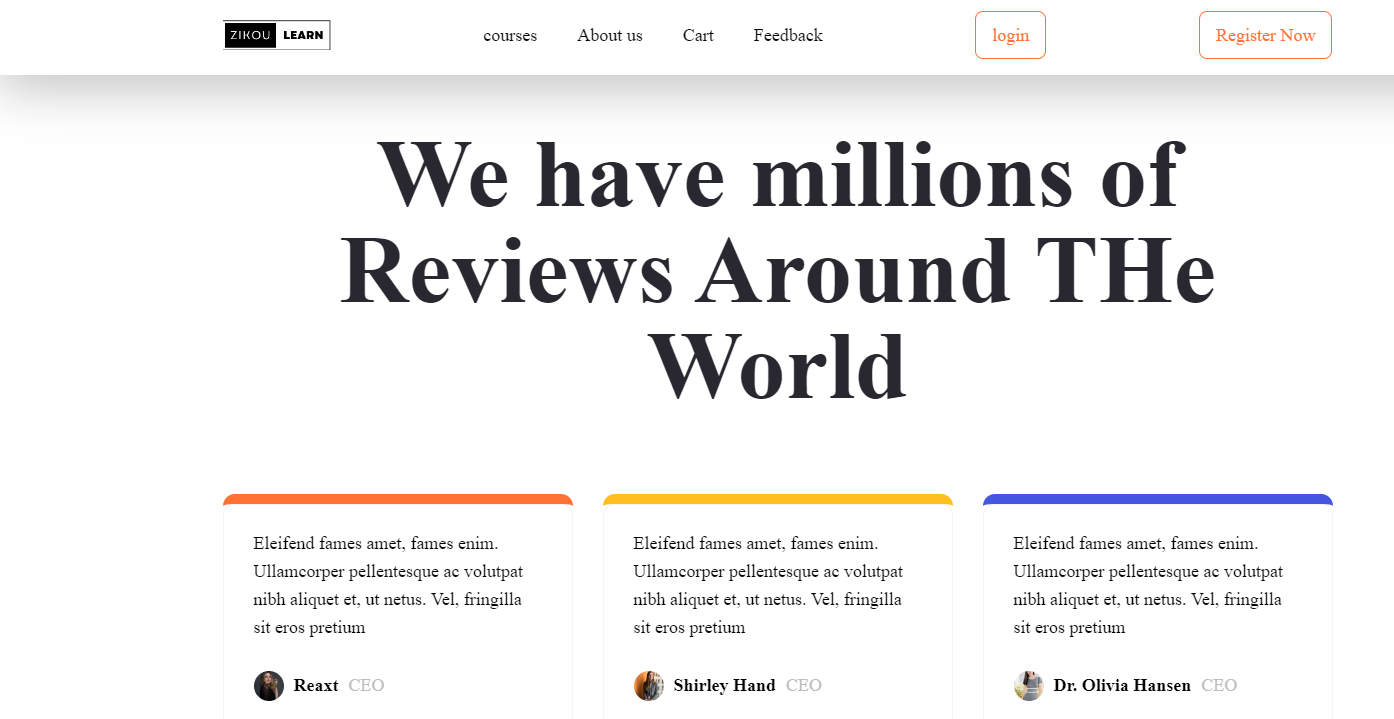 ZIKOU LEARN
courses About us Cart Feedback login Register Now
We have millions of
Reviews Around THe
World
Eleifend fames amet, fames enim.
Ullamcorper pellentesque ac volutpat
nibh aliquet et, ut netus. Vel, fringilla
sit eros pretium
Reaxt CEO
Eleifend fames amet, fames enim.
Ullamcorper pellentesque ac volutpat
nibh aliquet et, ut netus. Vel, fringilla
sit eros pretium
Shirley Hand CEO
Eleifend fames amet, fames enim.
Ullamcorper pellentesque ac volutpat
nibh aliquet et, ut netus. Vel, fringilla
sit eros pretium
Dr. Olivia Hansen CEO